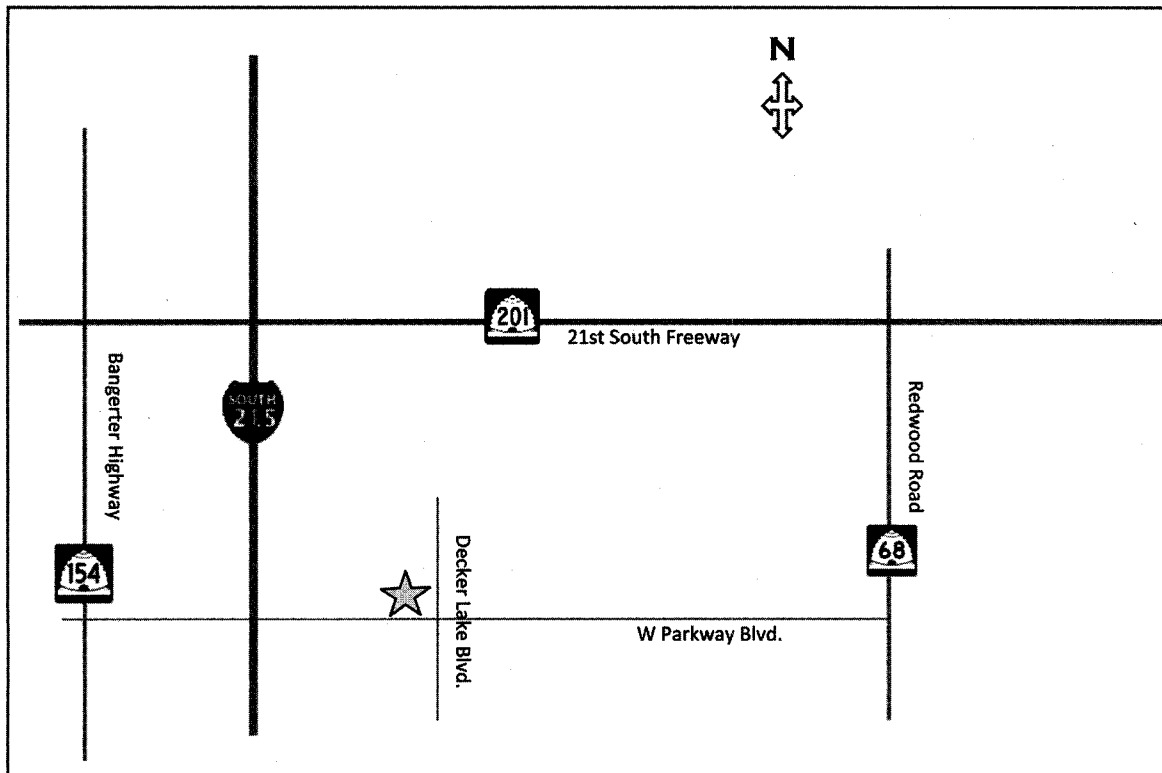 N
201
21st South Freeway
Bangerter Highway
SOUTH
215
Redwood Road
68
154
Decker Lake Blvd.
W Parkway Blvd.